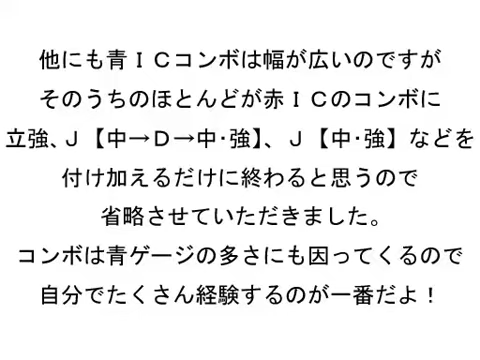 他にも青ＩＣコンボは幅が広いのですが
そのうちのほとんどが赤ＩＣのコンボに
立強、Ｊ【中→Ｄ→中・強】、Ｊ【中・強】などを
付け加えるだけに終わると思うので
省略させていただきました。
コンボは青ゲージの多さにも因ってくるので
自分でたくさん経験するのが一番だよ！